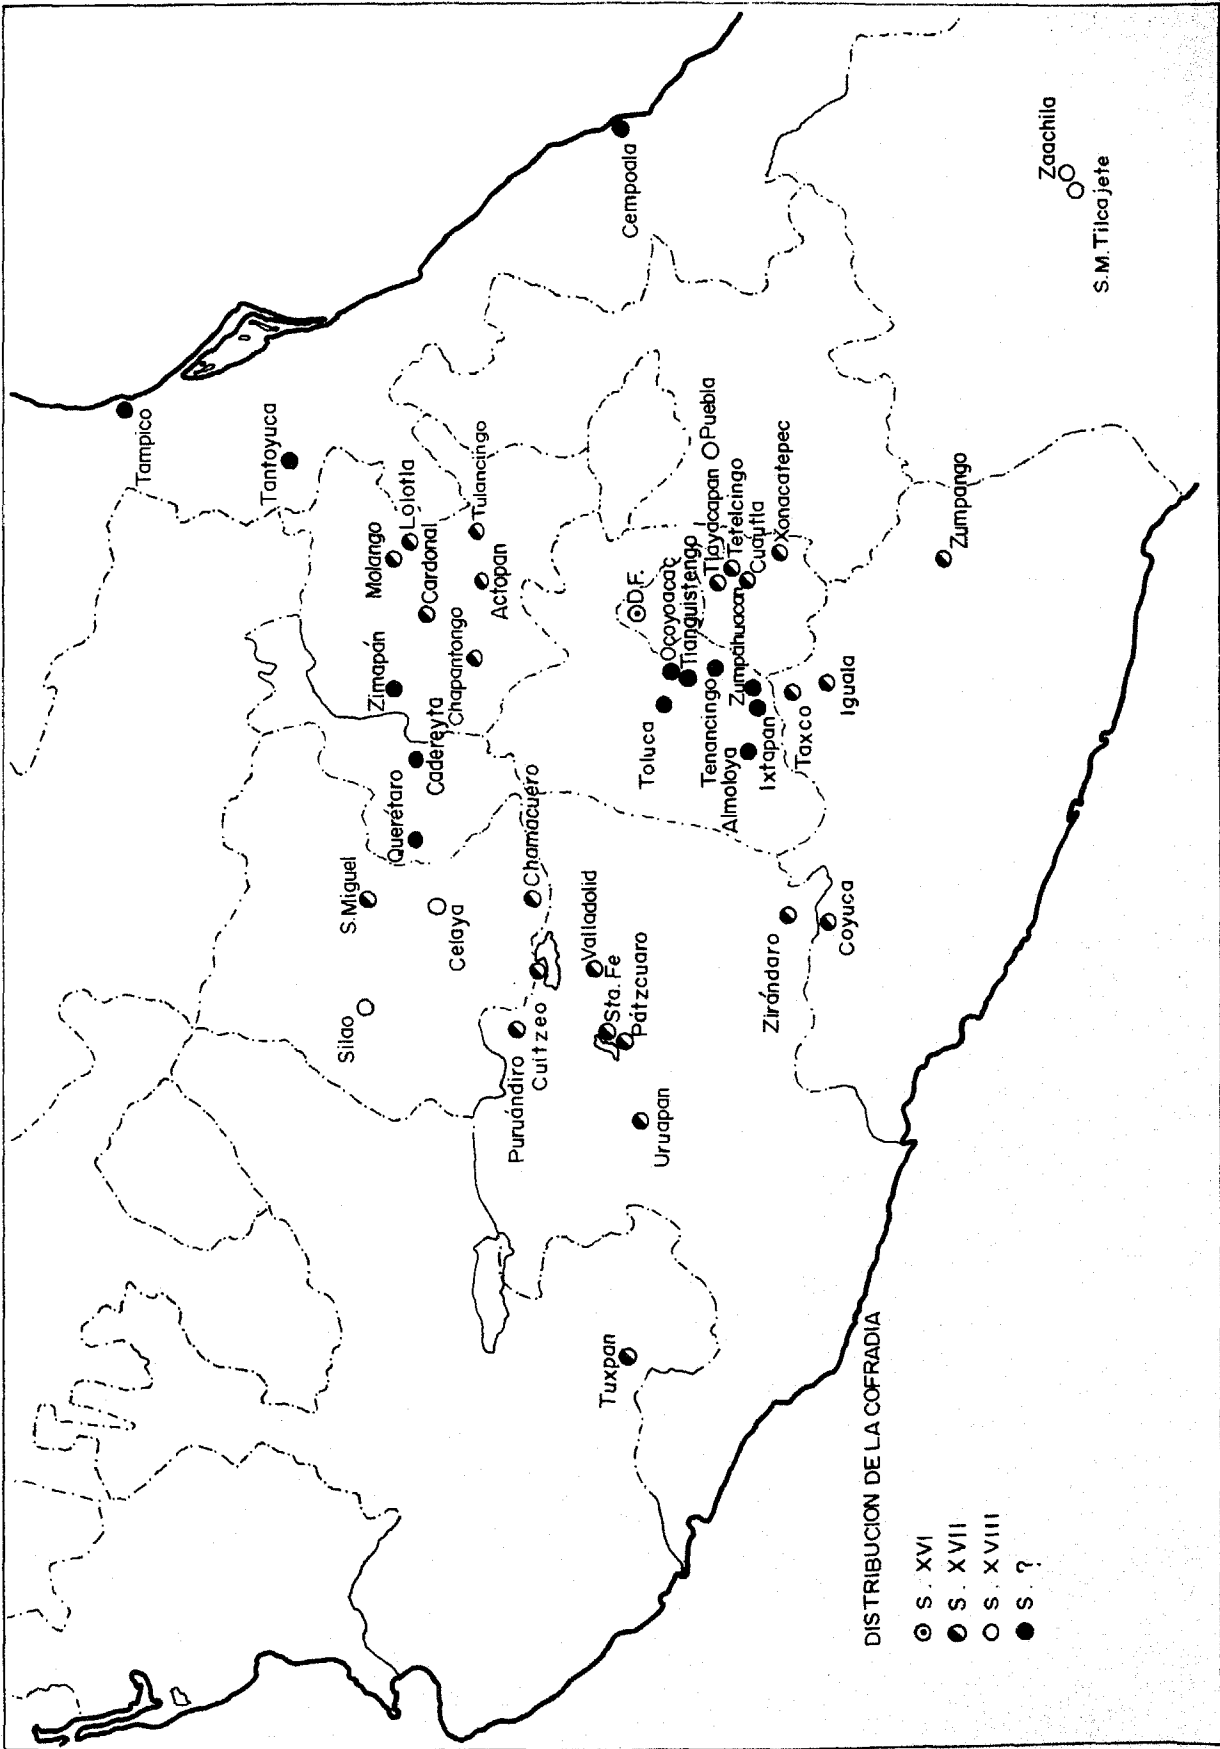 Tampico
Tantoyuca
Cempoala
Zaachila
S.M.Tilcajete
Molango
Lolotla
Cardonal
Tulancingo
Actopan
Zimapán
Chapantongo
Cadereyta
Querétaro
S.Miguel
Celaya
Silao
Chamacuero
Valladolid
Sta. Fe
Pátzcuaro
Cuitzeo
Puruándiro
Uruapan
Tuxpan
D.F.
Puebla
Ocoyoacac
Tianguistengo
Tlayacapan
Tetelcingo
Cuautla
Xonacatepec
Toluca
Tenancingo
Zumpahuacan
Almoloya
Ixtapan
Taxco
Iguala
Zumpango
Zirándaro
Coyuca
DISTRIBUCION DE LA COFRADIA
S. XVI
S. XVII
S. XVIII
S. ?